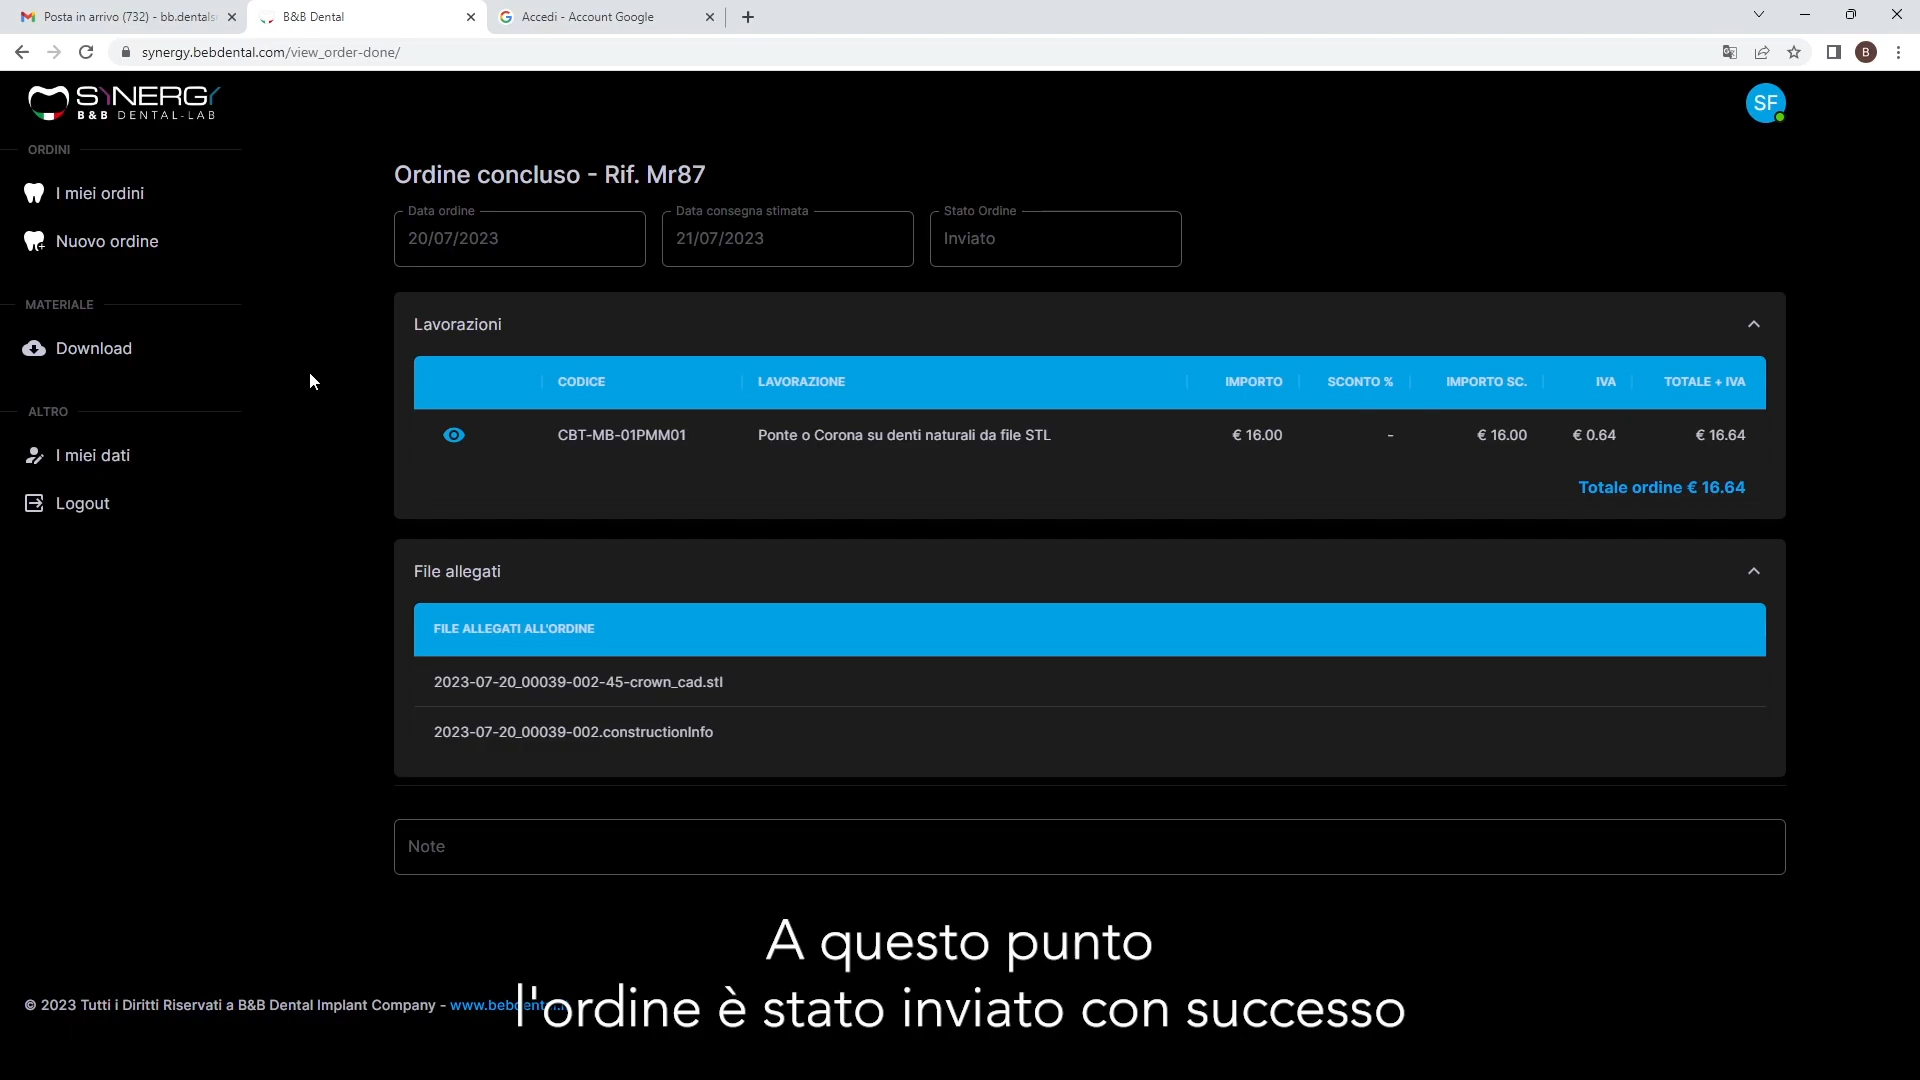 Posta in arrivo (732) - bb.dentals
B&B Dental
Accedi - Account Google
synergy.bebdental.com/view_order-done/
B
SYNERGY
B&B DENTAL-LAB
SF
ORDINI
I miei ordini
Nuovo ordine
MATERIALE
Download
ALTRO
I miei dati
Logout
Ordine concluso - Rif. Mr87
Data ordine
20/07/2023
Data consegna stimata
21/07/2023
Stato Ordine
Inviato
Lavorazioni
CODICE LAVORAZIONE IMPORTO SCONTO % IMPORTO SC. IVA TOTALE + IVA
CBT-MB-01PMM01 Ponte o Corona su denti naturali da file STL € 16.00 - € 16.00 € 0.64 € 16.64
Totale ordine € 16.64
File allegati
FILE ALLEGATI ALL'ORDINE
2023-07-20_00039-002-45-crown_cad.stl
2023-07-20_00039-002.constructionInfo
Note
A questo punto
l'ordine è stato inviato con successo
© 2023 Tutti i Diritti Riservati a B&B Dental Implant Company -